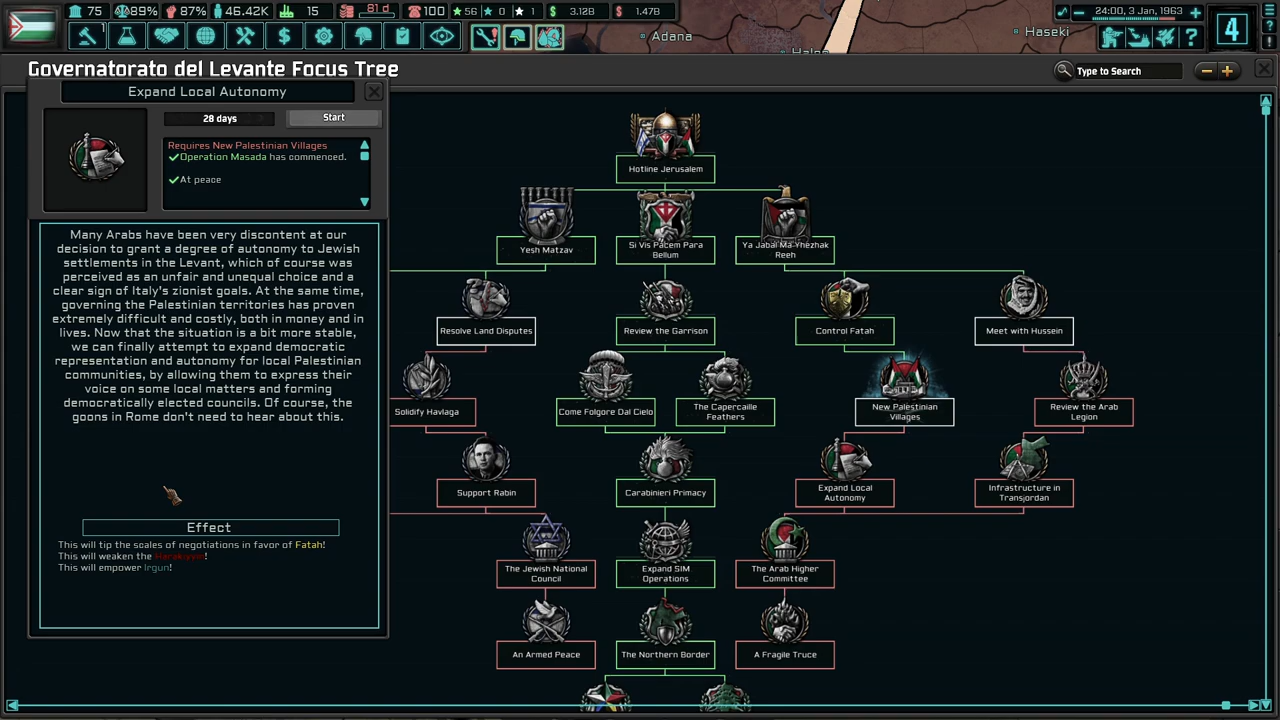 75 89% 87% 46.42K 15 81 d 100 56 0 1 $ 3.128 $ 1.478 24:00, 3 Jan, 1963 4
Adana
Haseki
Governatorato del Levante Focus Tree
Type to Search
Expand Local Autonomy
28 days
Start
Requires New Palestinian Villages
Operation Masada has commenced.
At peace
Many Arabs have been very discontent at our
decision to grant a degree of autonomy to Jewish
settlements in the Levant, which of course was
perceived as an unfair and unequal choice and a
clear sign of Italy's zionist goals. At the same time,
governing the Palestinian territories has proven
extremely difficult and costly, both in money and in
lives. Now that the situation is a bit more stable,
we can finally attempt to expand democratic
representation and autonomy for local Palestinian
communities, by allowing them to express their
voice on some local matters and forming
democratically elected councils. Of course, the
goons in Rome don't need to hear about this.
Effect
This will tip the scales of negotiations in favor of Fatah!
This will weaken the
This will empower Irgun!
Hotline Jerusalem
Yesh Matzav
Si Vis Pacem Para
Bellum
Ya Jabal Ma Yhezhak
Reeh
Resolve Land Disputes
Review the Garrison
Control Fatah
Meet with Hussein
Solidify Havlaga
Come Folgore Dal Cielo
The Capercaille
Feathers
New Palestinian
Villages
Review the Arab
Legion
Support Rabin
Carabinieri Primacy
Expand Local
Autonomy
Infrastructure in
Transjordan
The Jewish National
Council
Expand SIM
Operations
The Arab Higher
Committee
An Armed Peace
The Northern Border
A Fragile Truce